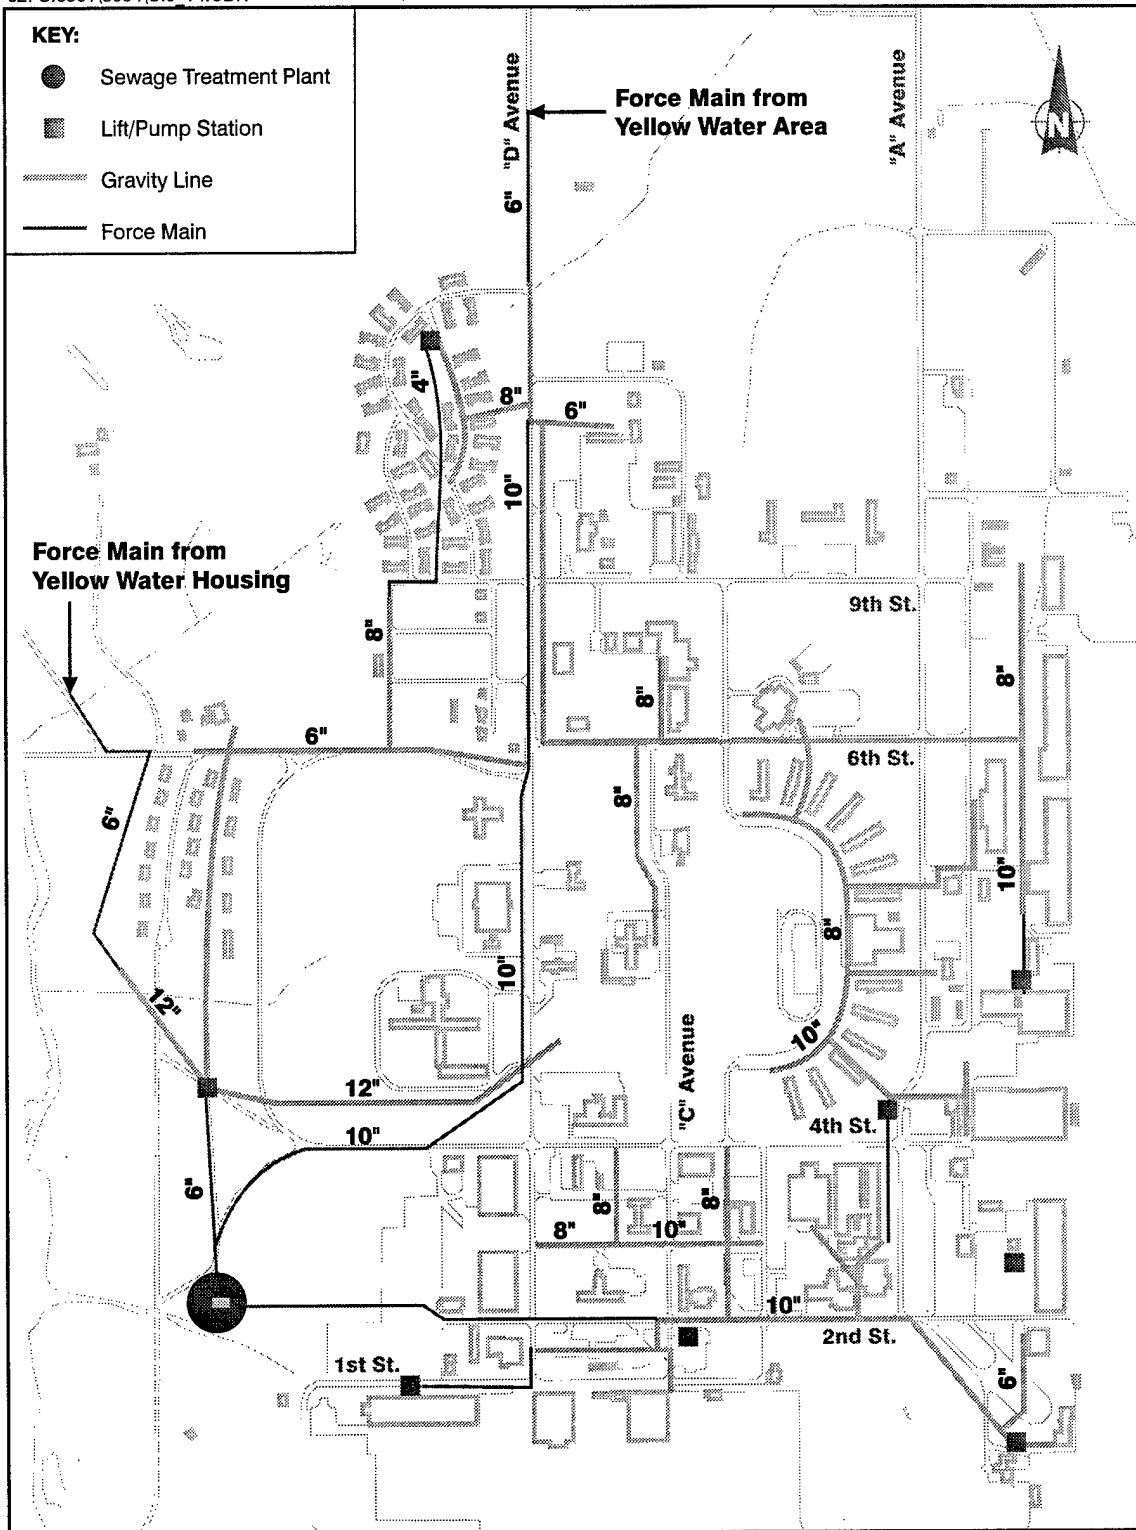 KEY:
Sewage Treatment Plant
Lift/Pump Station
Gravity Line
Force Main
"D" Avenue
6"
Force Main from
Yellow Water Area
"A" Avenue
N
4"
8"
6"
10"
Force Main from
Yellow Water Housing
9th St.
8"
8"
8"
6"
6th St.
6"
8"
10"
8"
10"
12"
10"
"C" Avenue
12"
4th St.
10"
6"
8"
8"
8"
10"
10"
2nd St.
1st St.
6"